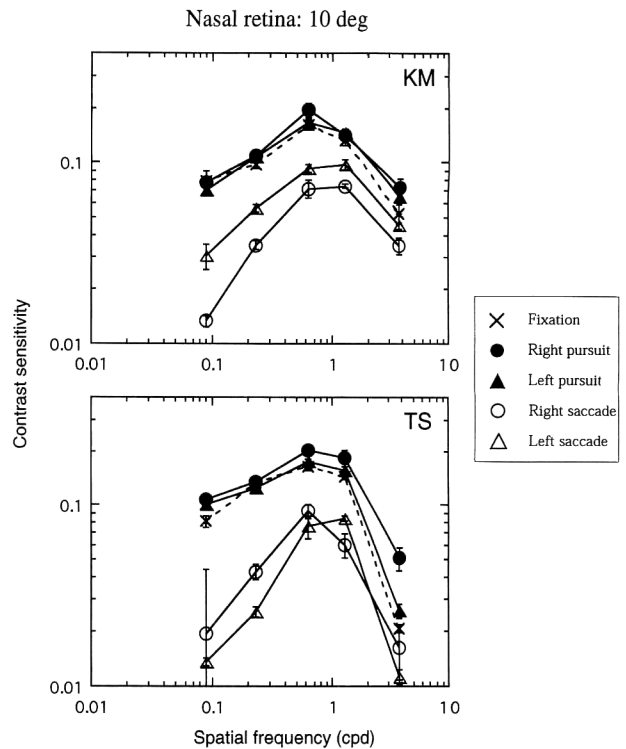 Nasal retina: 10 deg
KM
0.1
0.01
0.01
0.1
1
10
Contrast sensitivity
Fixation
Right pursuit
Left pursuit
Right saccade
Left saccade
TS
0.1
0.01
0.01
0.1
1
10
Spatial frequency (cpd)